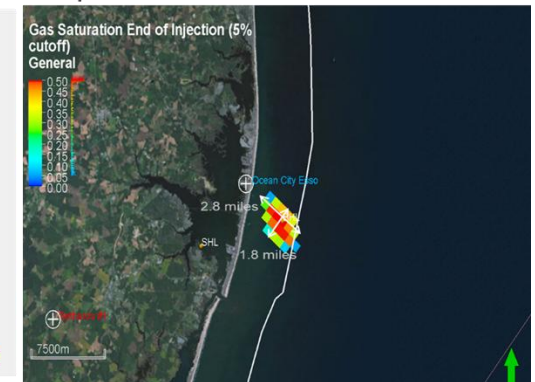 Gas Saturation End of Injection (5%
cutoff)
General
0.50
0.45
0.40
0.35
0.30
0.25
0.20
0.15
0.10
0.05
0.00
Ocean City Esso
2.8 miles
SHL
1.8 miles
7500m